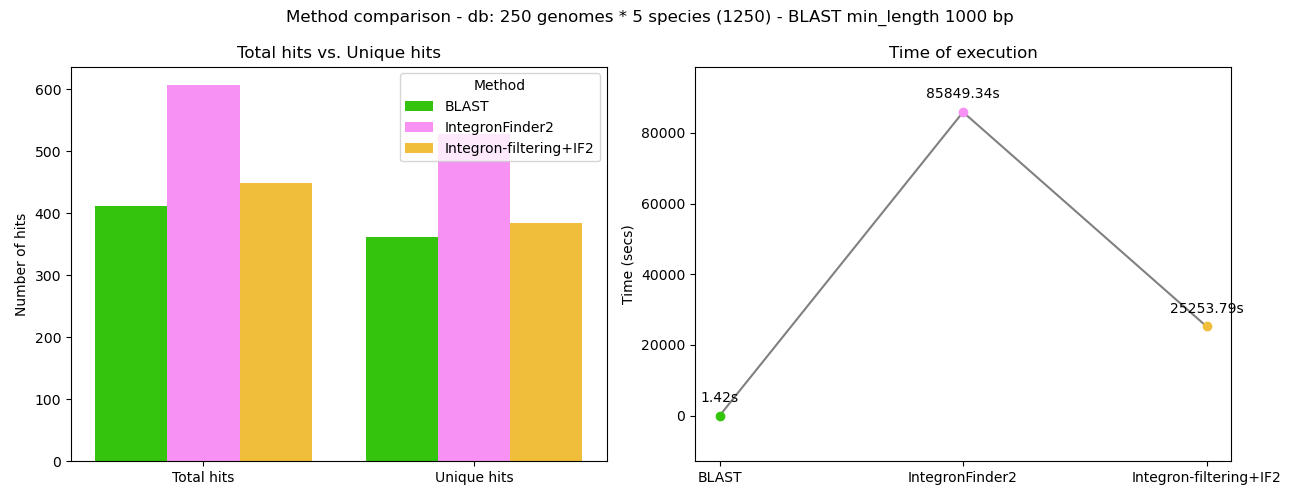 Method comparison - db: 250 genomes * 5 species (1250) - BLAST min_length 1000 bp
Total hits vs. Unique hits
Number of hits
600
500
400
300
200
100
0
Total hits
Unique hits
Method
BLAST
IntegronFinder2
Integron-filtering+IF2
Time of execution
Time (secs)
80000
60000
40000
20000
0
1.42s
85849.34s
25253.79s
BLAST
IntegronFinder2
Integron-filtering+IF2